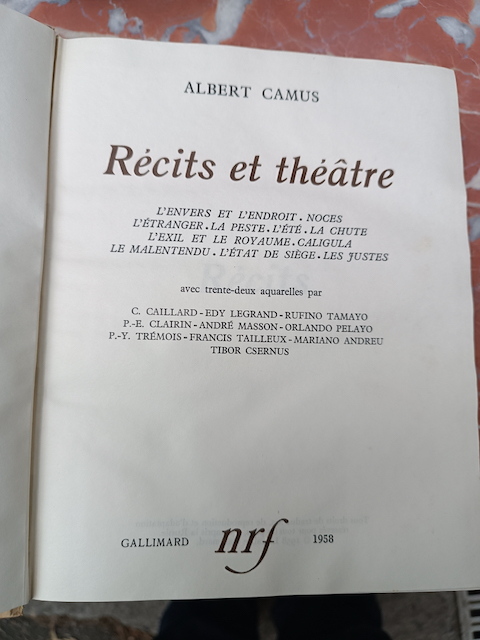 ALBERT CAMUS
Récits et théâtre
L'ENVERS ET L'ENDROIT. NOCES
L'ÉTRANGER. LA PESTE. L'ÉTÉ. LA CHUTE
L'EXIL ET LE ROYAUME. CALIGULA
LE MALENTENDU. L'ÉTAT DE SIÈGE. LES JUSTES
avec trente-deux aquarelles par
C. CAILLARD - EDY LEGRAND - RUFINO TAMAYO
P.-E. CLAIRIN - ANDRÉ MASSON - ORLANDO PELAYO
P.-Y. TRÉMOIS - FRANCIS TAILLEUX - MARIANO ANDREU
TIBOR CSERNUS
GALLIMARD nrf 1958